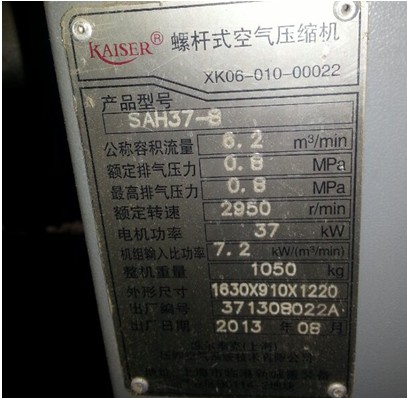 KAISER® 螺杆式空气压缩机
XK06-010-00022
产品型号 SAH37-8
公称容积流量 6.2 m³/min
额定排气压力 0.8 MPa
最高排气压力 0.8 MPa
额定转速 2950 r/min
电机功率 37 kW
机组输入比功率 7.2 kW/(m³/min)
整机重量 1050 kg
外形尺寸 1630X910X1220
出厂编号 371308022A
出厂日期 2013 年 08 月